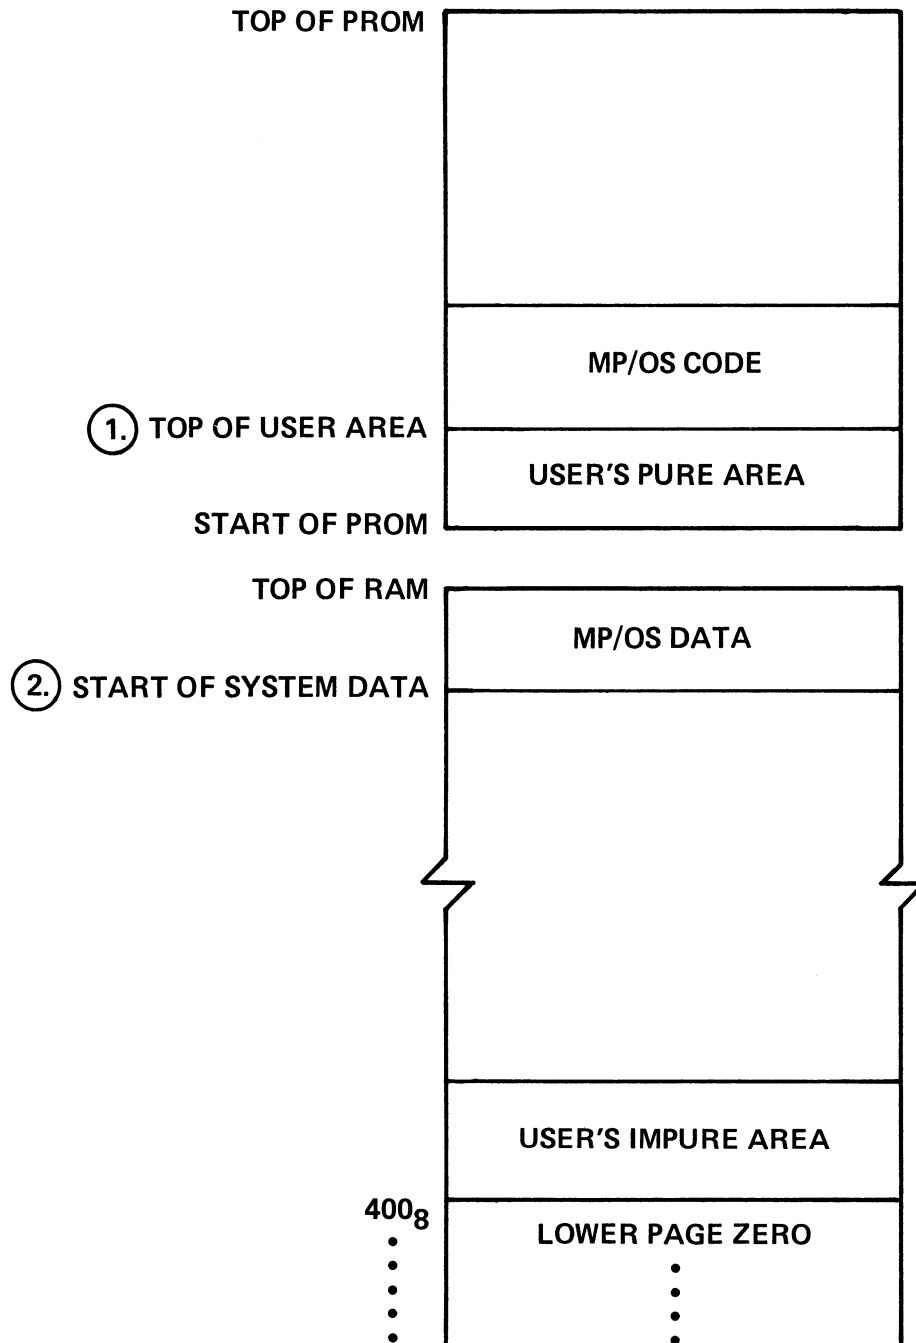 TOP OF PROM
MP/OS CODE
1. TOP OF USER AREA
USER'S PURE AREA
START OF PROM
TOP OF RAM
MP/OS DATA
2. START OF SYSTEM DATA
USER'S IMPURE AREA
400₈
LOWER PAGE ZERO